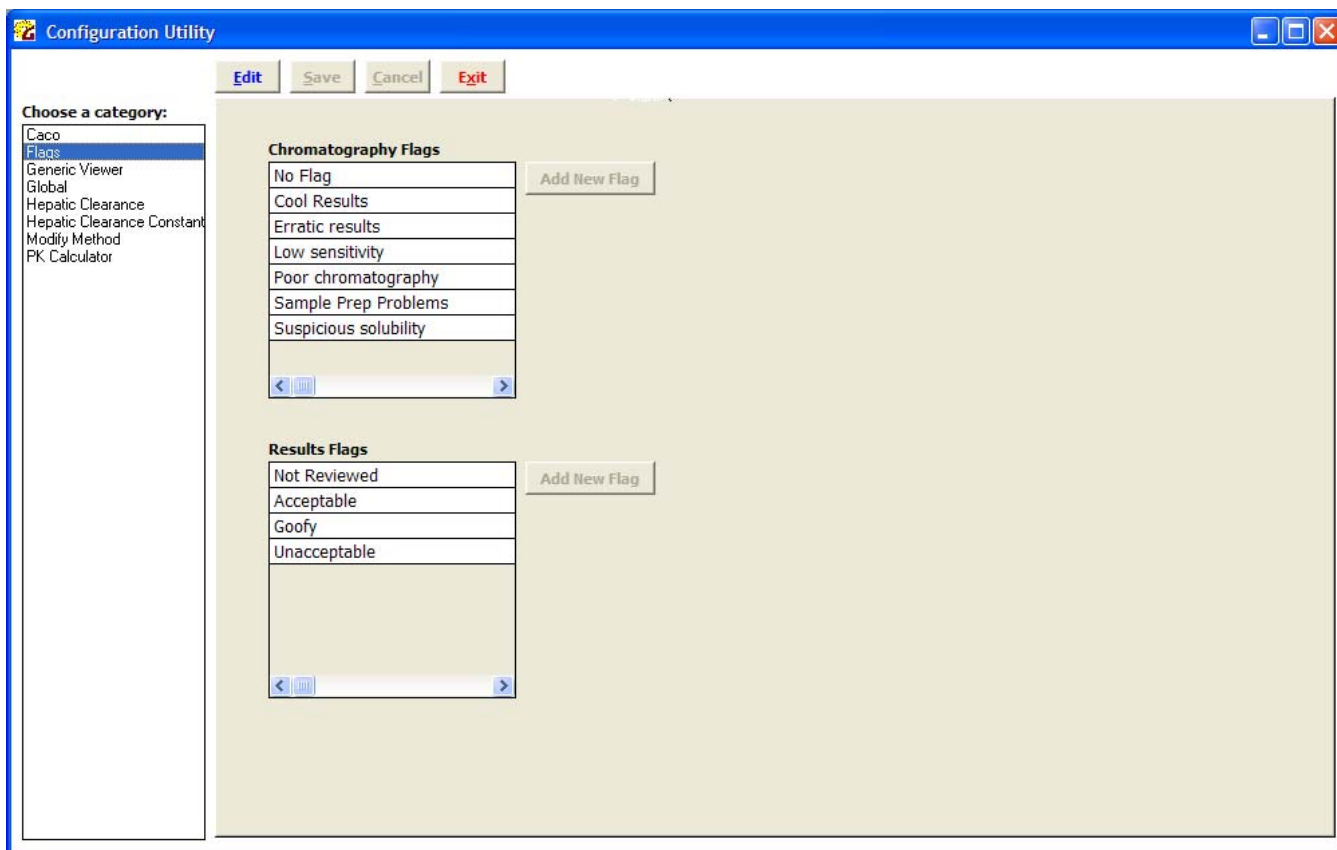 Configuration Utility
Edit Save Cancel Exit
Choose a category:
Caco
Flags
Generic Viewer
Global
Hepatic Clearance
Hepatic Clearance Constant
Modify Method
PK Calculator
Chromatography Flags
No Flag
Add New Flag
Cool Results
Erratic results
Low sensitivity
Poor chromatography
Sample Prep Problems
Suspicious solubility
Results Flags
Not Reviewed
Add New Flag
Acceptable
Goofy
Unacceptable